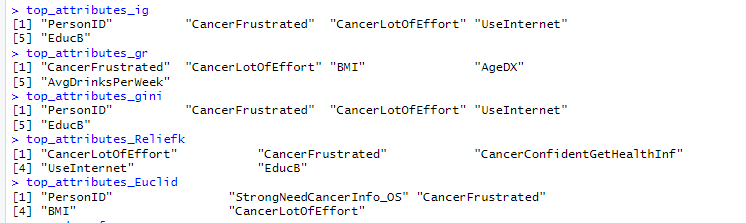 > top_attributes_ig
[1] "PersonID" "CancerFrustrated" "CancerLotOfEffort" "UseInternet"
[5] "EducB"
> top_attributes_gr
[1] "CancerFrustrated" "CancerLotOfEffort" "BMI" "AgeDX"
[5] "AvgDrinksPerWeek"
> top_attributes_gini
[1] "PersonID" "CancerFrustrated" "CancerLotOfEffort" "UseInternet"
[5] "EducB"
> top_attributes_Reliefk
[1] "CancerLotOfEffort" "CancerFrustrated" "CancerConfidentGetHealthInf"
[4] "UseInternet" "EducB"
> top_attributes_Euclid
[1] "PersonID" "StrongNeedCancerInfo_OS" "CancerFrustrated"
[4] "BMI" "CancerLotOfEffort"